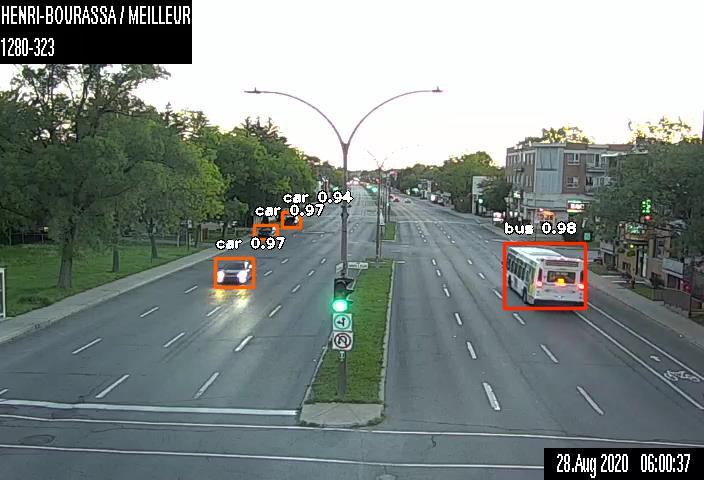 HENRI-BOURASSA / MEILLEUR
1280-323
car 0.94
car 0.97
car 0.97
bus 0.98
28.Aug 2020 06:00:37